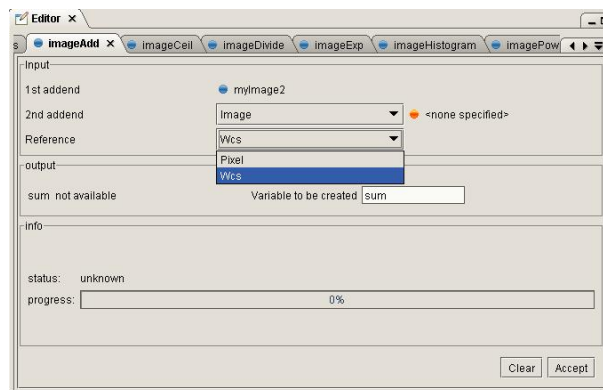 Editor ×
s imageAdd × imageCeil imageDivide imageExp imageHistogram imagePow
Input
1st addend myImage2
2nd addend Image <none specified>
Reference Wcs
Pixel
Wcs
output
sum not available Variable to be created sum
info
status: unknown
progress: 0%
Clear Accept